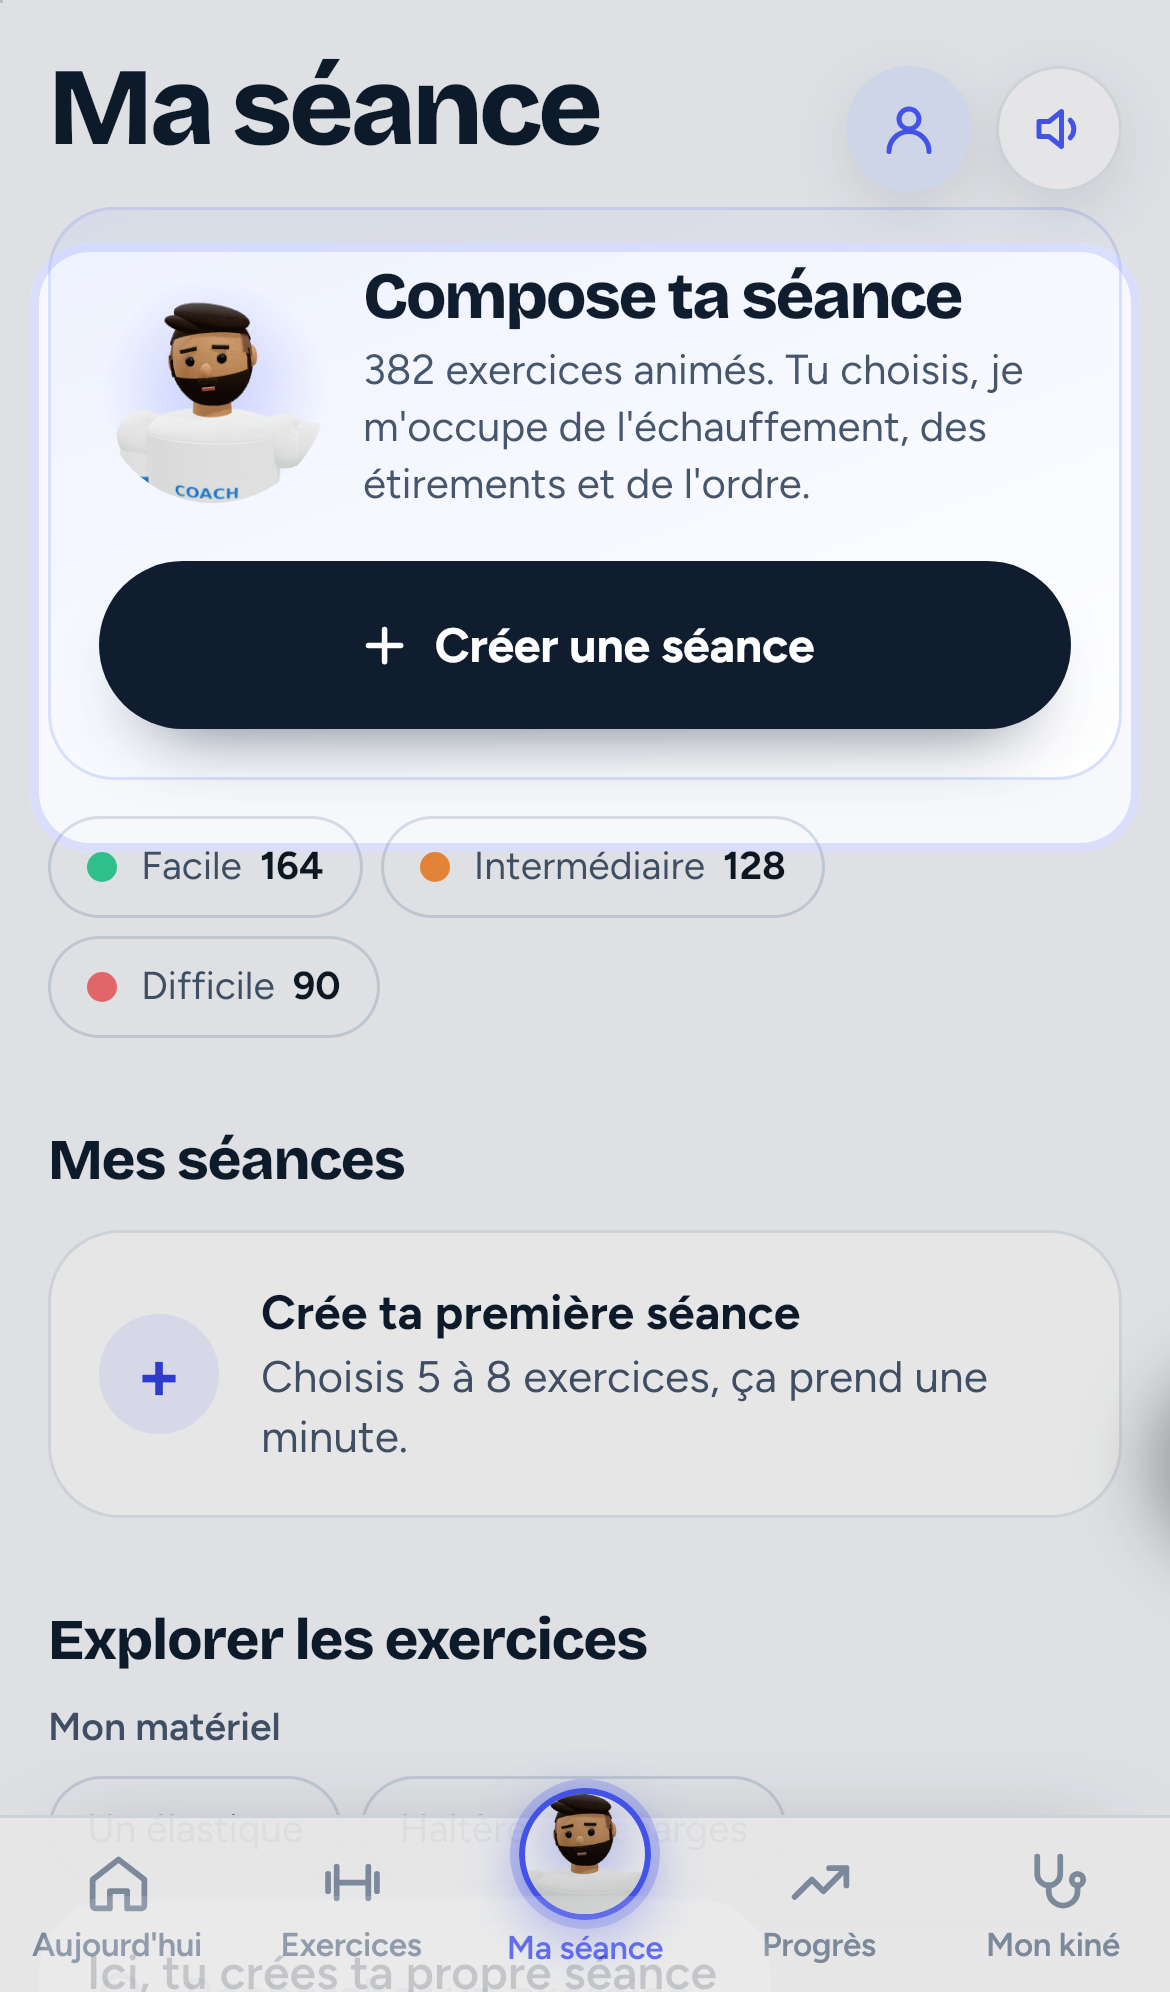 Ma séance
Compose ta séance
382 exercices animés. Tu choisis, je
m'occupe de l'échauffement, des
étirements et de l'ordre.
COACH
+ Créer une séance
Facile 164
Intermédiaire 128
Difficile 90
Mes séances
Crée ta première séance
Choisis 5 à 8 exercices, ça prend une
minute.
+
Explorer les exercices
Mon matériel
Un élastique
Aujourd'hui
Exercices
Ma séance
Progrès
Mon kiné
Ici, tu crées ta propre séance